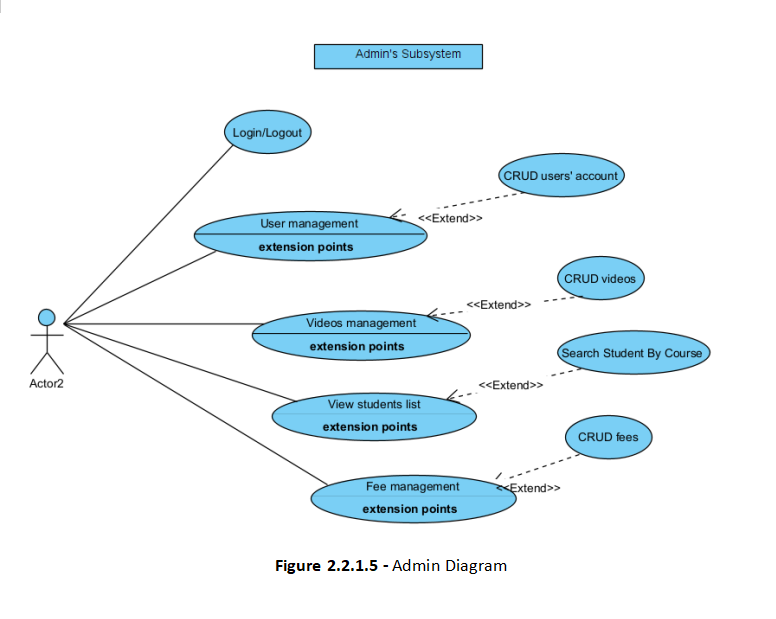 Admin's Subsystem
Login/Logout
CRUD users' account
<<Extend>>
User management
extension points
CRUD videos
<<Extend>>
Videos management
extension points
Search Student By Course
<<Extend>>
View students list
extension points
Actor2
CRUD fees
<<Extend>>
Fee management
extension points
Figure 2.2.1.5 - Admin Diagram